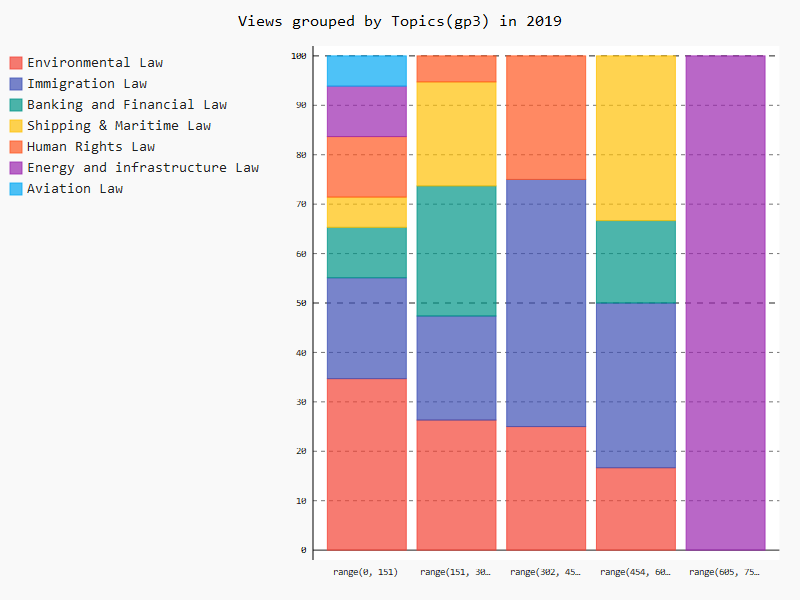 Views grouped by Topics(gp3) in 2019
Environmental Law
Immigration Law
Banking and Financial Law
Shipping & Maritime Law
Human Rights Law
Energy and infrastructure Law
Aviation Law
100
90
80
70
60
50
40
30
20
10
0
range(0, 151) range(151, 30… range(302, 45… range(454, 60… range(605, 75…